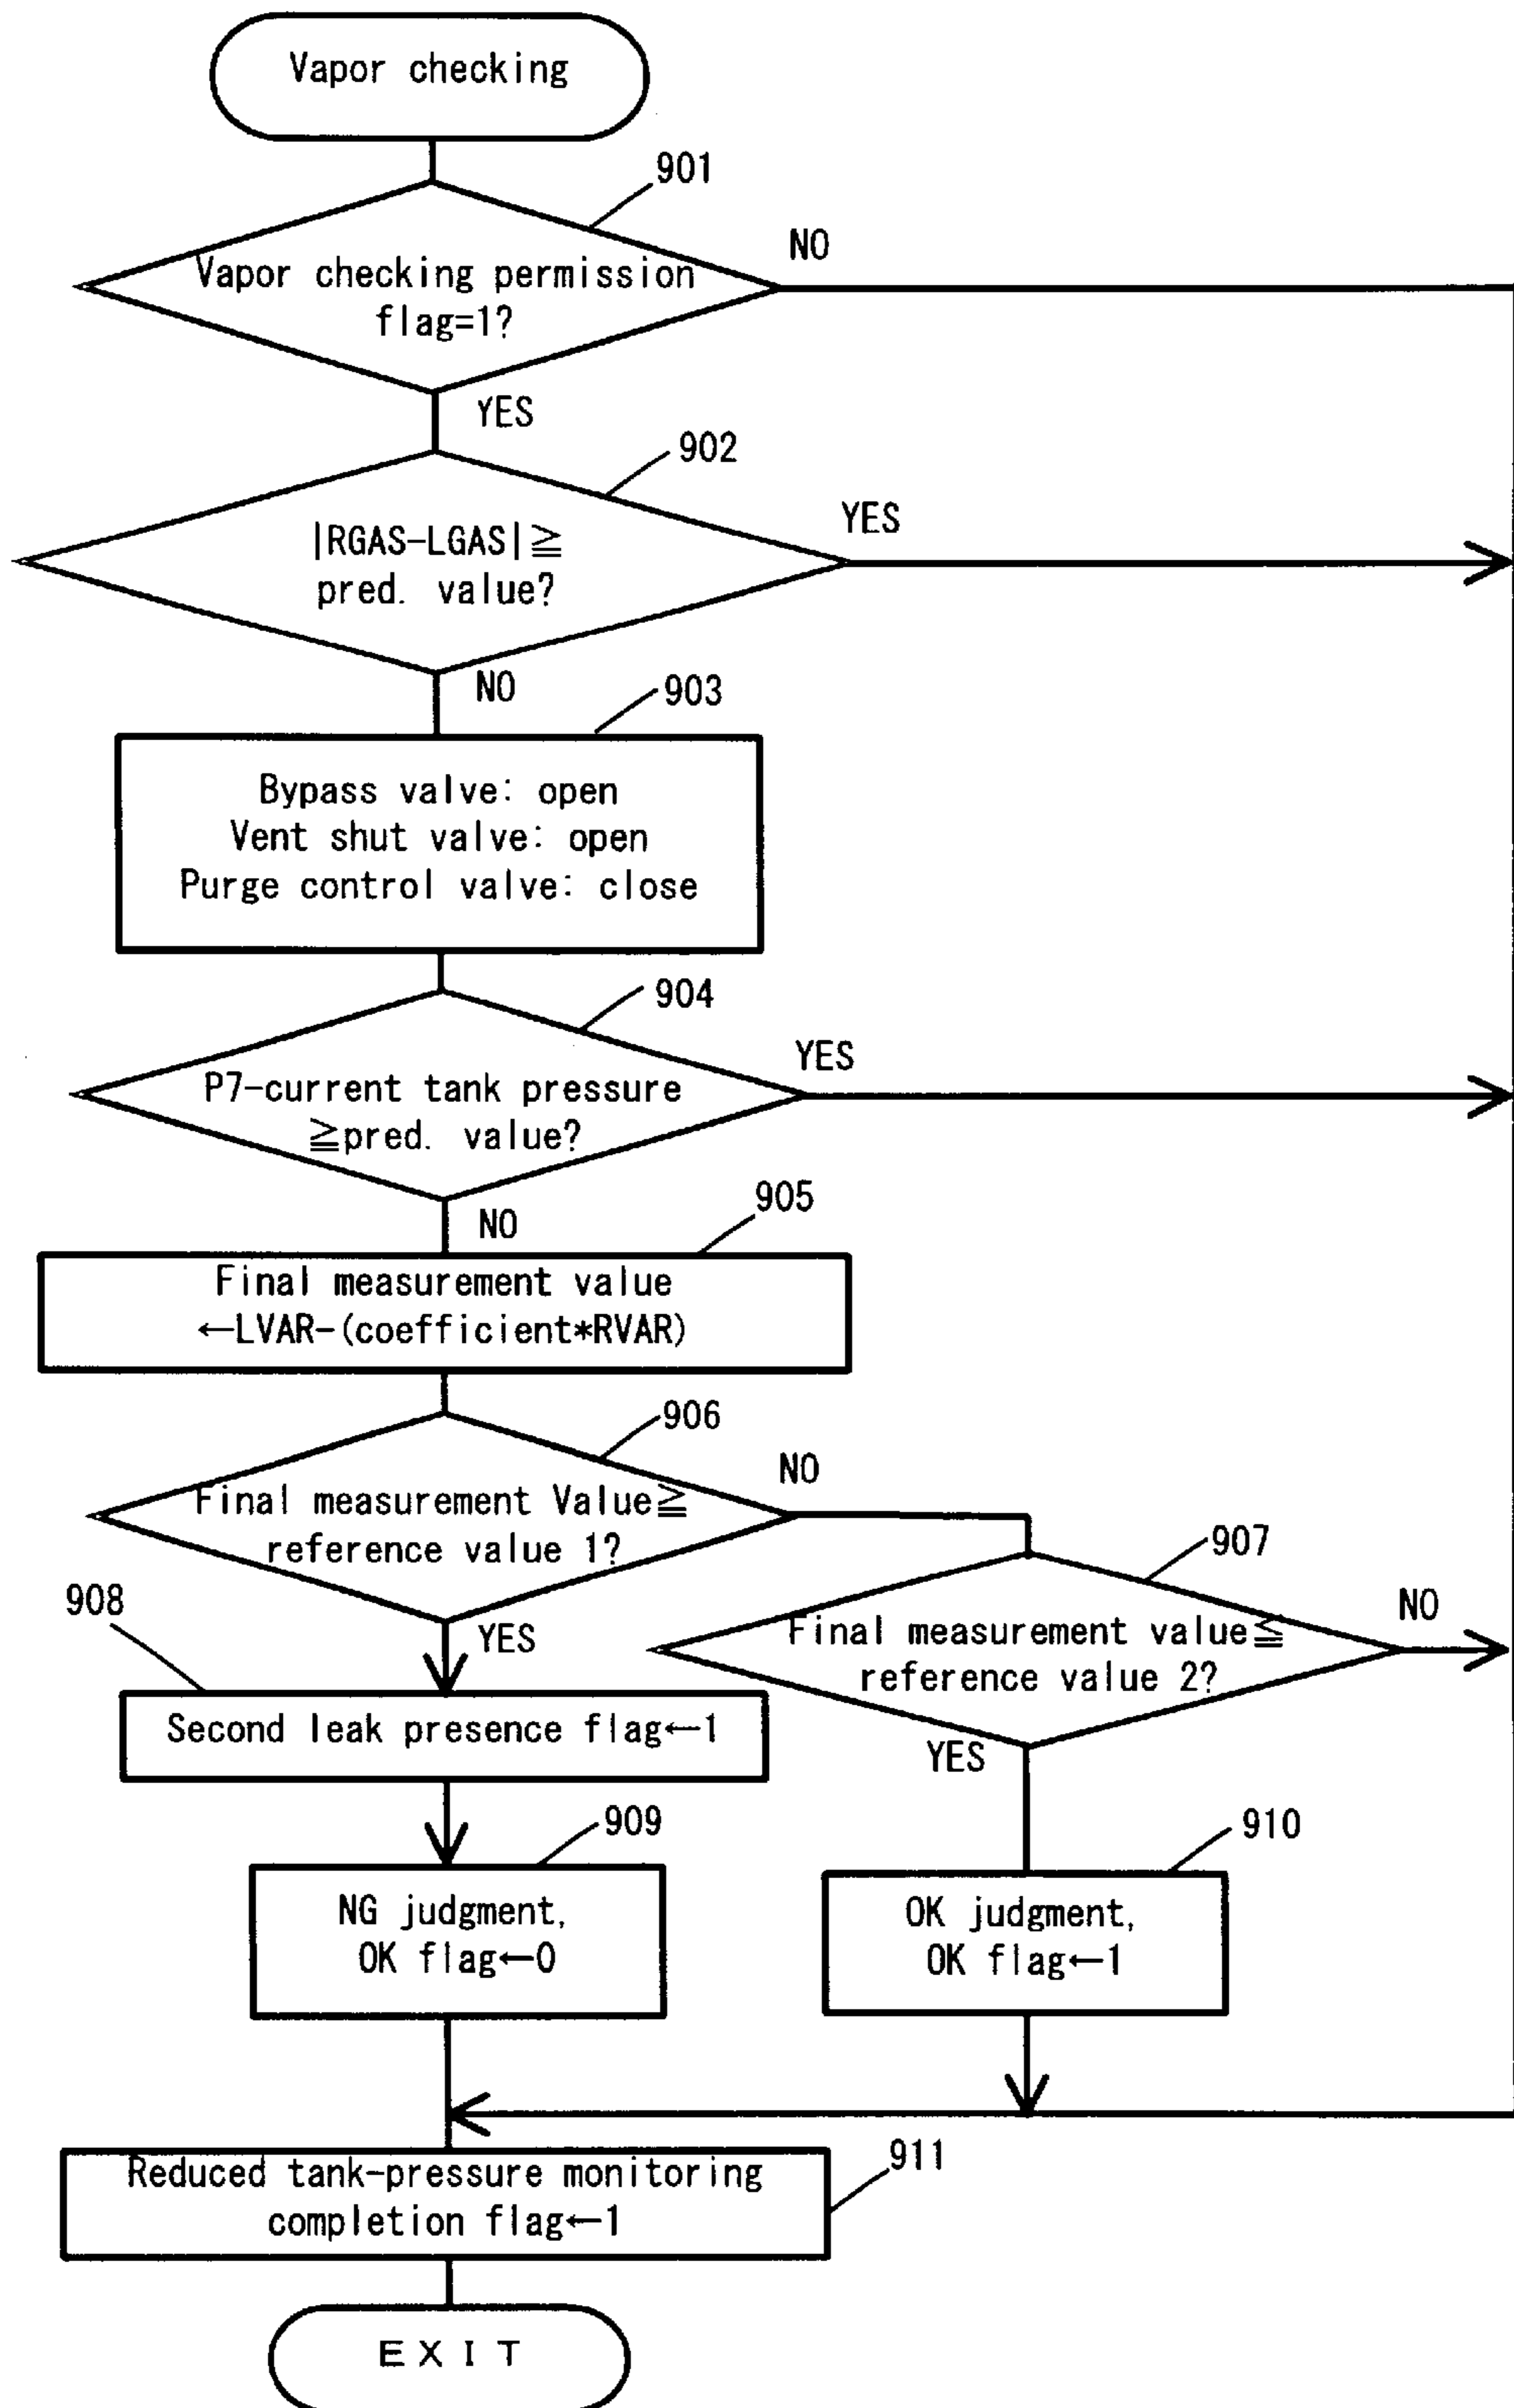 Vapor checking
901
NO
Vapor checking permission
flag=1?
YES
902
YES
|RGAS-LGAS|≧
pred. value?
NO
903
Bypass valve: open
Vent shut valve: open
Purge control valve: close
904
YES
P7-current tank pressure
≧pred. value?
NO
905
Final measurement value
←LVAR-(coefficient*RVAR)
906
NO
Final measurement Value≧
reference value 1?
907
NO
Final measurement value≦
reference value 2?
908
YES
YES
Second leak presence flag←1
909
910
NG judgment,
OK flag←0
OK judgment,
OK flag←1
911
Reduced tank-pressure monitoring
completion flag←1
EXIT